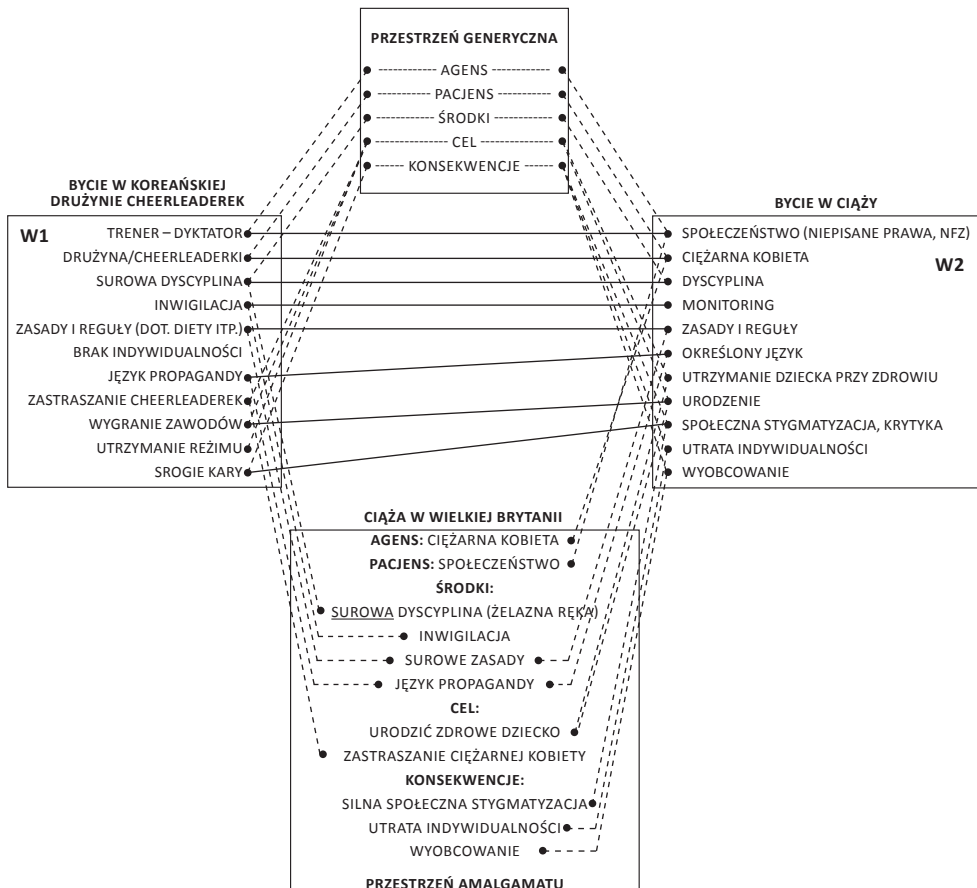 PRZESTRZEŃ GENERYCZNA
AGENS
PACJENS
ŚRODKI
CEL
KONSEKWENCJE
BYCIE W KOREAŃSKIEJ
DRUŻYNIE CHEERLEADEREK
W1
TRENER – DYKTATOR
DRUŻYNA/CHEERLEADERKI
SUROWA DYSCYPLINA
INWIGILACJA
ZASADY I REGUŁY (DOT. DIETY ITP.)
BRAK INDYWIDUALNOŚCI
JĘZYK PROPAGANDY
ZASTRASZANIE CHEERLEADEREK
WYGRANIE ZAWODÓW
UTRZYMANIE REŻIMU
SROGIE KARY
BYCIE W CIĄŻY
SPOŁECZEŃSTWO (NIEPISANE PRAWA, NFZ)
CIĘŻARNA KOBIETA
W2
DYSCYPLINA
MONITORING
ZASADY I REGUŁY
OKREŚLONY JĘZYK
UTRZYMANIE DZIECKA PRZY ZDROWIU
URODZENIE
SPOŁECZNA STYGMATYZACJA, KRYTYKA
UTRATA INDYWIDUALNOŚCI
WYOBCOWANIE
CIĄŻA W WIELKIEJ BRYTANII
AGENS: CIĘŻARNA KOBIETA
PACJENS: SPOŁECZEŃSTWO
ŚRODKI:
SUROWA DYSCYPLINA (ŻELAZNA RĘKA)
INWIGILACJA
SUROWE ZASADY
JĘZYK PROPAGANDY
CEL:
URODZIĆ ZDROWE DZIECKO
ZASTRASZANIE CIĘŻARNEJ KOBIETY
KONSEKWENCJE:
SILNA SPOŁECZNA STYGMATYZACJA
UTRATA INDYWIDUALNOŚCI
WYOBCOWANIE
PRZESTRZEŃ AMALGAMATU